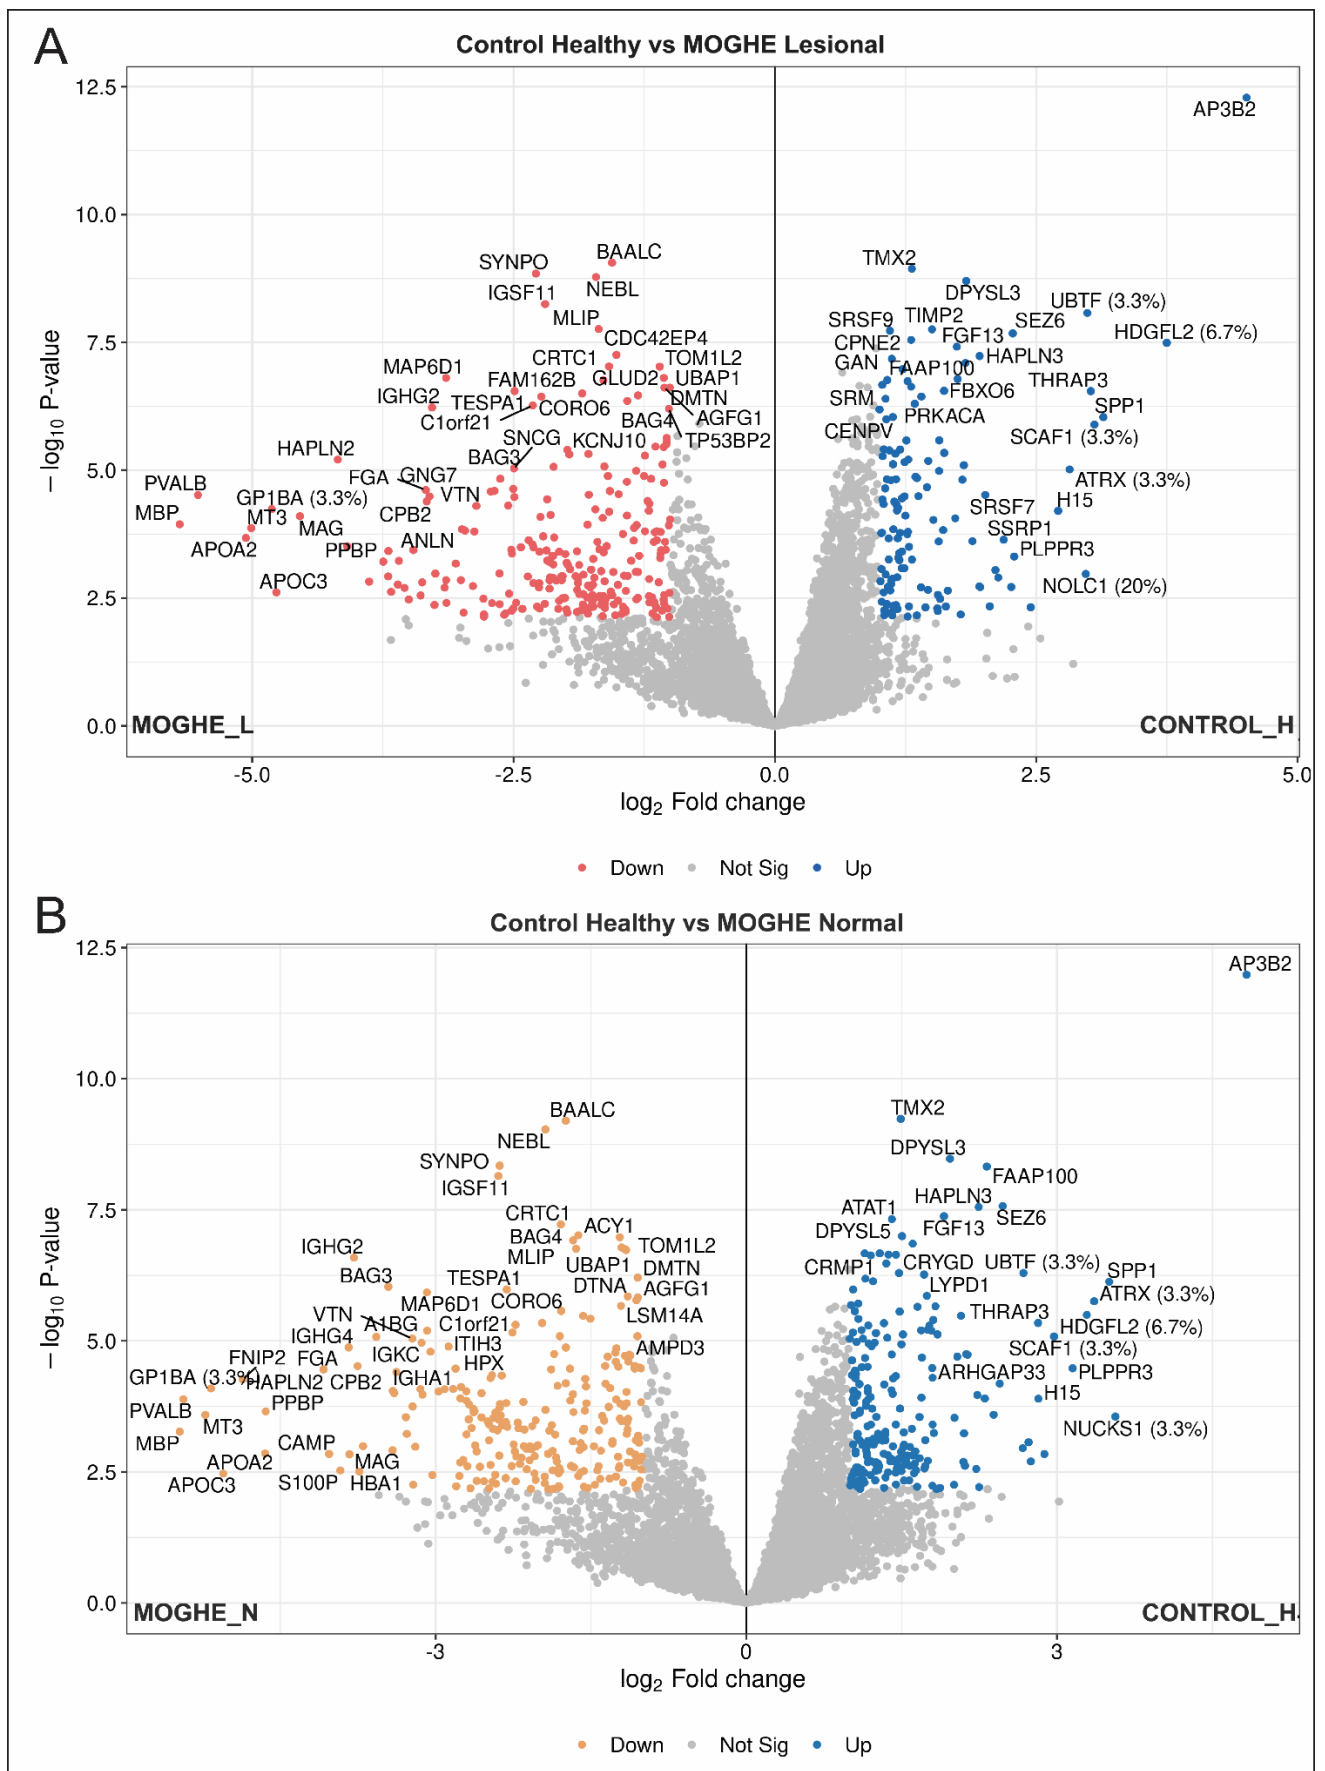 A
Control Healthy vs MOGHE Lesional
12.5
AP3B2
10.0
SYNPO
BAALC
TMX2
IGSF11
NEBL
DPYSL3
UBTF (3.3%)
MLIP
SRSF9
TIMP2
SEZ6
HDGFL2 (6.7%)
7.5
CDC42EP4
CPNE2
FGF13
MAP6D1
CRTC1
TOM1L2
GAN
FAAP100
HAPLN3
FAM162B
GLUD2
UBAP1
THRAP3
IGHG2
TESPA1
DMTN
SRM
FBXO6
SPP1
C1orf21
CORO6
BAG4
AGFG1
PRKACA
SNCG
KCNJ10
TP53BP2
CENPV
SCAF1 (3.3%)
HAPLN2
BAG3
5.0
PVALB
FGA
GNG7
ATRX (3.3%)
GP1BA (3.3%)
VTN
SRSF7
H15
MBP
MT3
MAG
CPB2
SSRP1
APOA2
PPBP
ANLN
PLPPR3
APOC3
NOLC1 (20%)
2.5
0.0
MOGHE_L
CONTROL_H
-5.0
-2.5
0.0
2.5
5.0
log2 Fold change
− log10 P-value
Down
Not Sig
Up
B
Control Healthy vs MOGHE Normal
12.5
AP3B2
10.0
BAALC
TMX2
NEBL
DPYSL3
SYNPO
FAAP100
IGSF11
HAPLN3
7.5
CRTC1
ACY1
ATAT1
SEZ6
BAG4
DPYSL5
FGF13
IGHG2
MLIP
TOM1L2
BAG3
TESPA1
UBAP1
DMTN
CRMP1
CRYGD
UBTF (3.3%)
SPP1
DTNA
AGFG1
LYPD1
ATRX (3.3%)
VTN
A1BG
MAP6D1
CORO6
LSM14A
THRAP3
HDGFL2 (6.7%)
5.0
IGHG4
C1orf21
ITIH3
AMPD3
SCAF1 (3.3%)
FNIP2
FGA
IGKC
HPX
ARHGAP33
PLPPR3
GP1BA (3.3%)
HAPLN2
CPB2
IGHA1
H15
PVALB
MT3
PPBP
NUCKS1 (3.3%)
MBP
CAMP
APOA2
MAG
APOC3
S100P
HBA1
2.5
0.0
MOGHE_N
CONTROL_H
-3
0
3
log2 Fold change
− log10 P-value
Down
Not Sig
Up